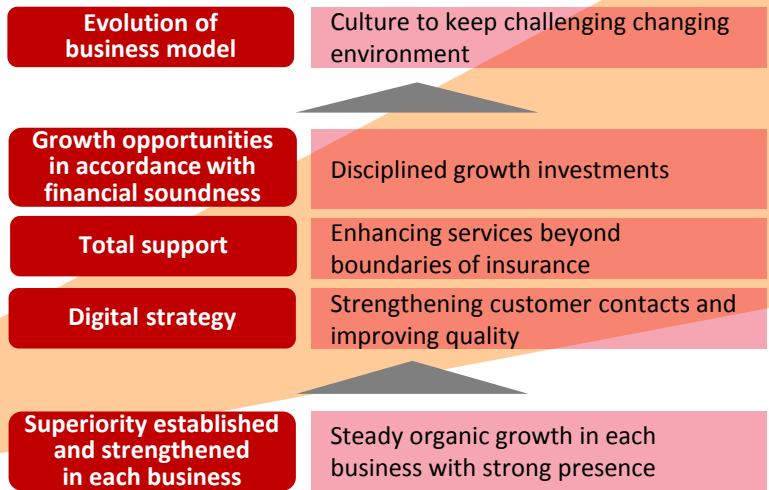 Evolution of
business model
Culture to keep challenging changing
environment
Growth opportunities
in accordance with
financial soundness
Disciplined growth investments
Total support
Enhancing services beyond
boundaries of insurance
Digital strategy
Strengthening customer contacts and
improving quality
Superiority established
and strengthened
in each business
Steady organic growth in each
business with strong presence